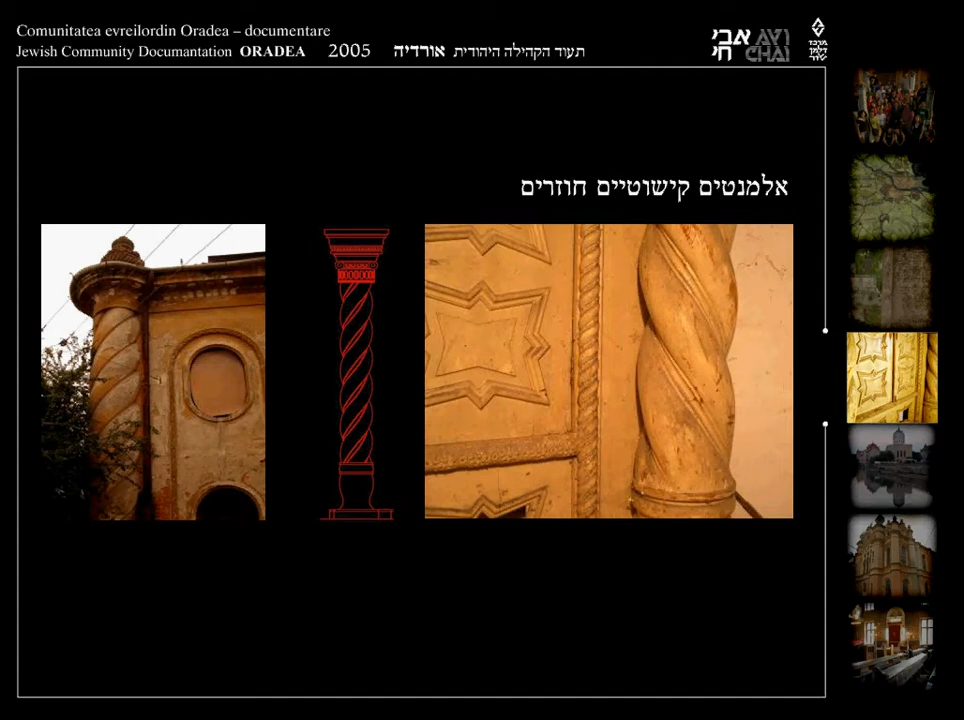 Comunitatea evreilordin Oradea – documentare
Jewish Community Documantation ORADEA 2005 תעוד הקהילה היהודית אורדיה
אבי חי
AVI CHAI
אלמנטים קישוטיים חוזרים